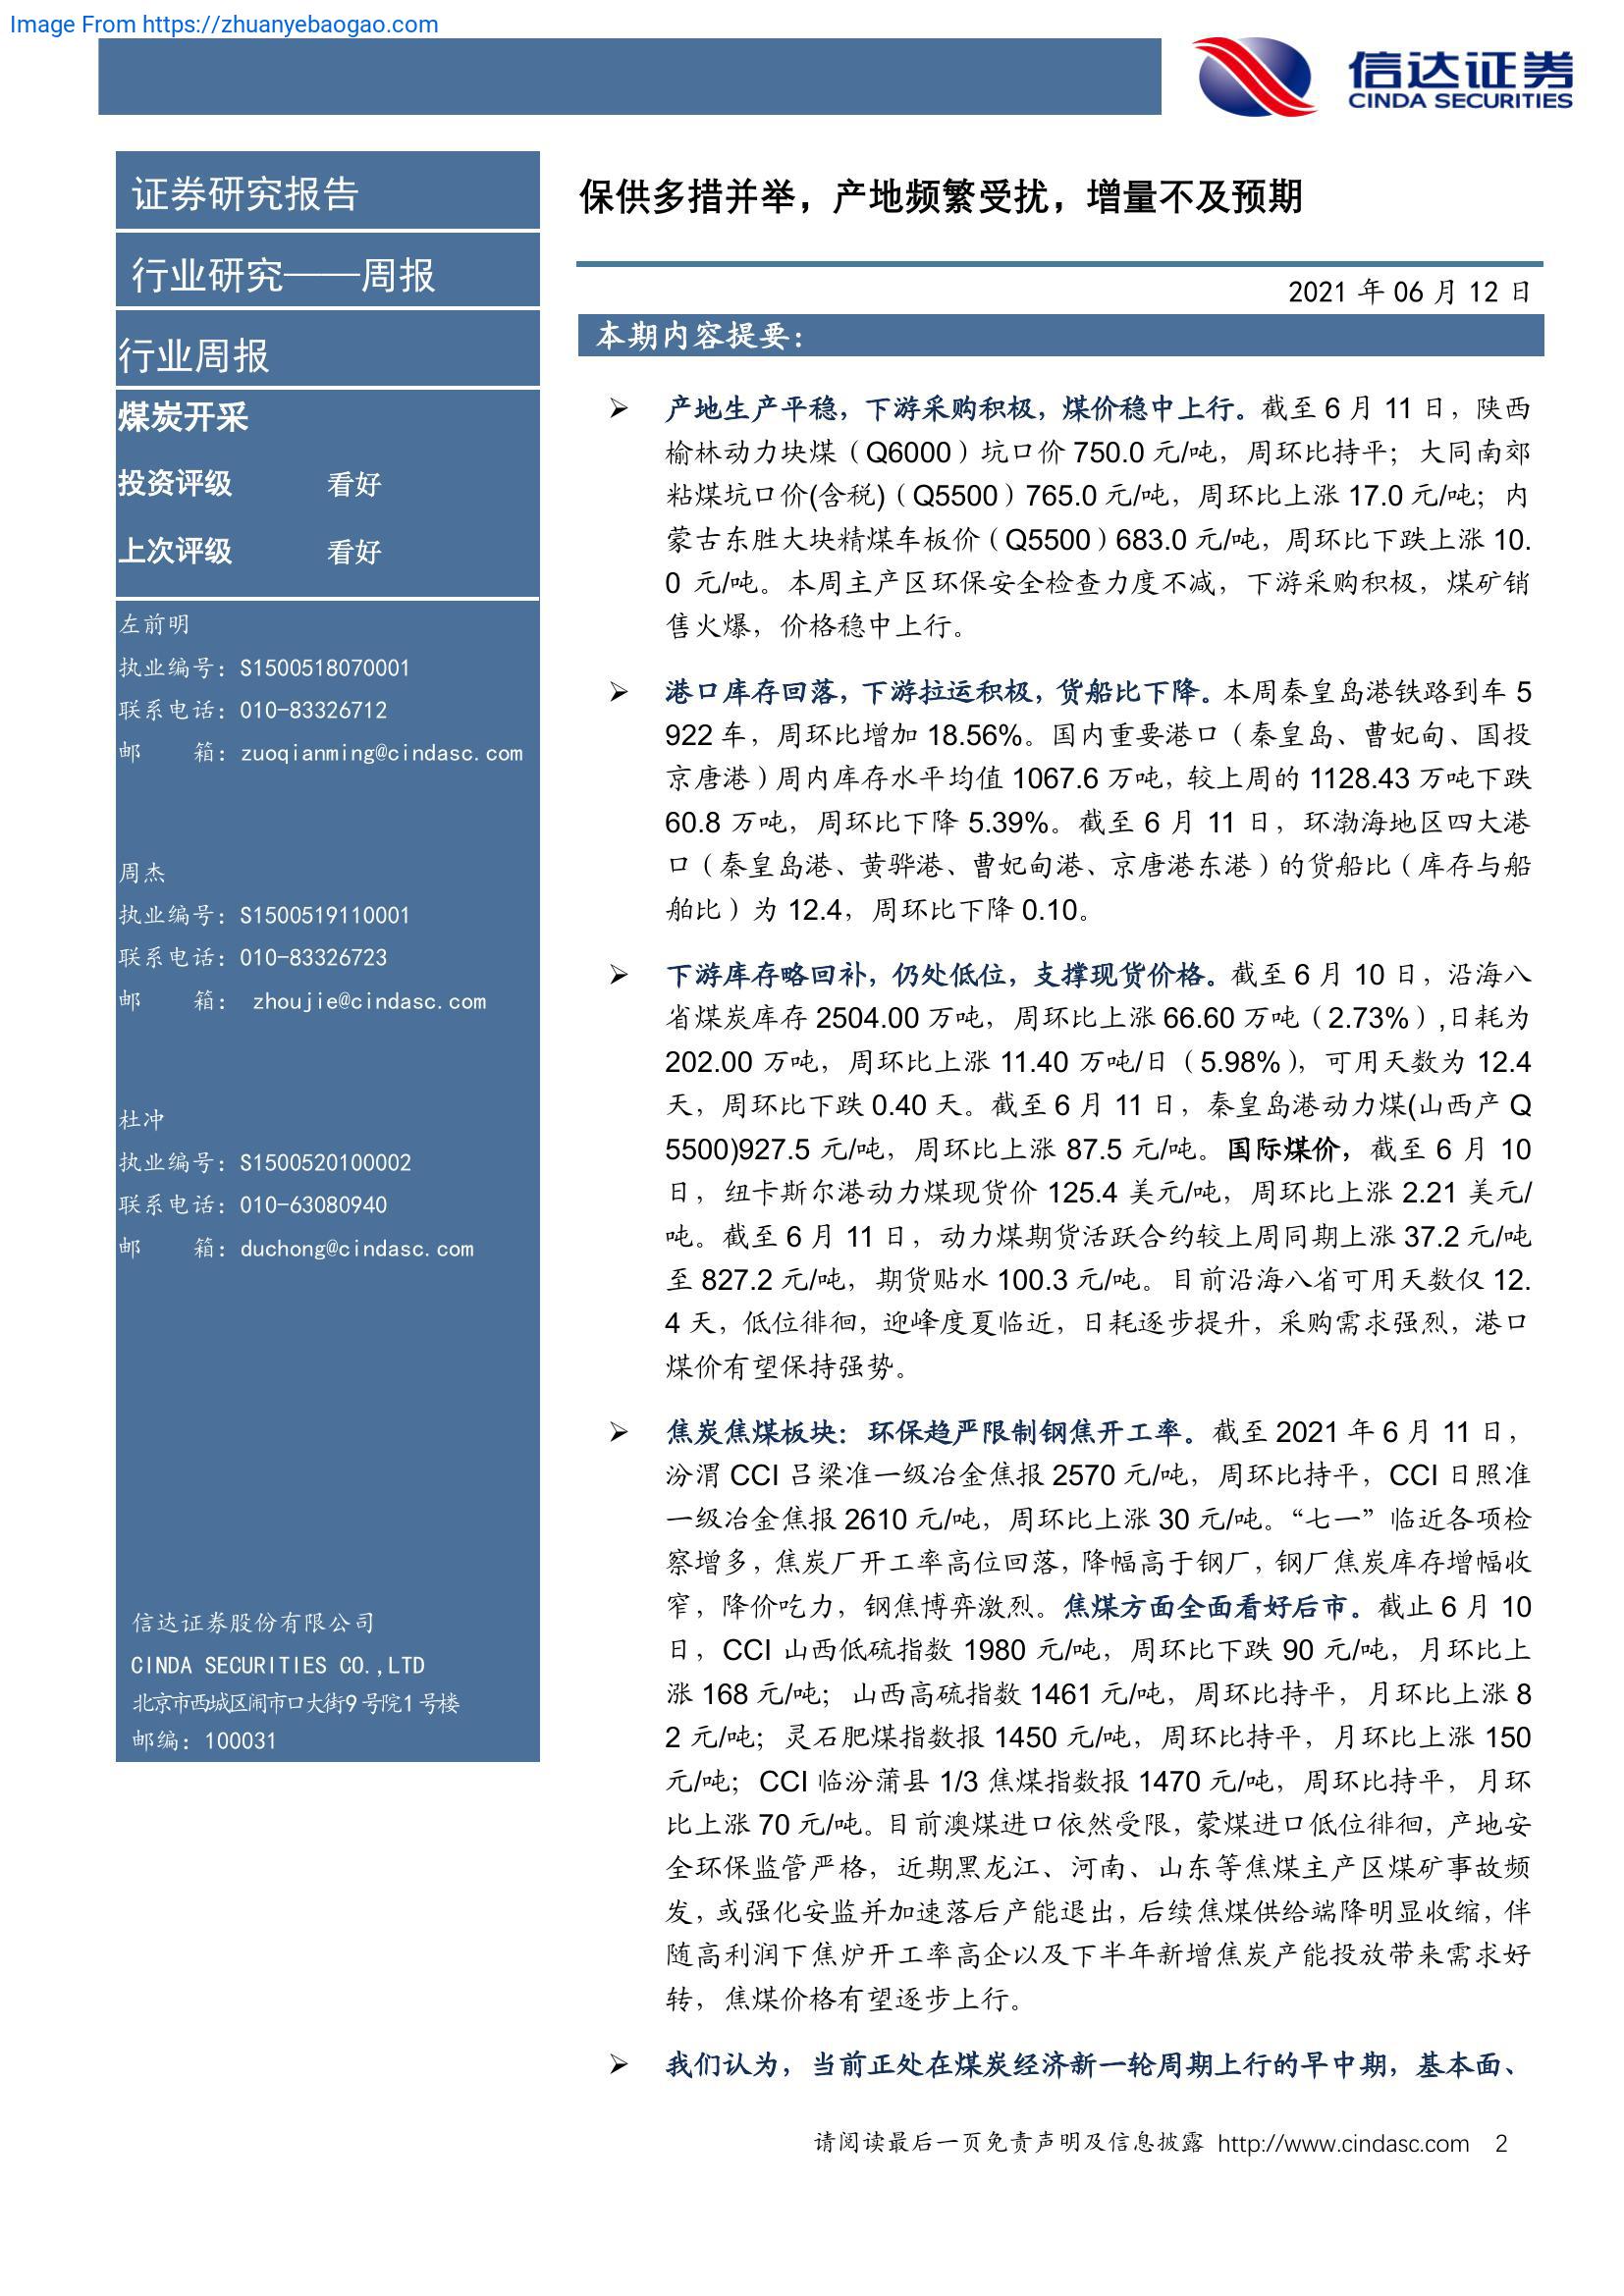 Image From https://zhuanyebaogao.com
信达证券
CINDA SECURITIES
证券研究报告
行业研究——周报
行业周报
煤炭开采
投资评级 看好
上次评级 看好
左前明
执业编号：S1500518070001
联系电话：010-83326712
邮 箱：zuoqianming@cindasc.com
周杰
执业编号：S1500519110001
联系电话：010-83326723
邮 箱： zhoujie@cindasc.com
杜冲
执业编号：S1500520100002
联系电话：010-63080940
邮 箱：duchong@cindasc.com
信达证券股份有限公司
CINDA SECURITIES CO.,LTD
北京市西城区闹市口大街9号院1号楼
邮编：100031
保供多措并举，产地频繁受扰，增量不及预期
2021 年 06 月 12 日
本期内容提要：
➢ 产地生产平稳，下游采购积极，煤价稳中上行。截至 6 月 11 日，陕西
榆林动力块煤（Q6000）坑口价 750.0 元/吨，周环比持平；大同南郊
粘煤坑口价(含税)（Q5500）765.0 元/吨，周环比上涨 17.0 元/吨；内
蒙古东胜大块精煤车板价（Q5500）683.0 元/吨，周环比下跌上涨 10.
0 元/吨。本周主产区环保安全检查力度不减，下游采购积极，煤矿销
售火爆，价格稳中上行。
➢ 港口库存回落，下游拉运积极，货船比下降。本周秦皇岛港铁路到车 5
922 车，周环比增加 18.56%。国内重要港口（秦皇岛、曹妃甸、国投
京唐港）周内库存水平均值 1067.6 万吨，较上周的 1128.43 万吨下跌
60.8 万吨，周环比下降 5.39%。截至 6 月 11 日，环渤海地区四大港
口（秦皇岛港、黄骅港、曹妃甸港、京唐港东港）的货船比（库存与船
舶比）为 12.4，周环比下降 0.10。
➢ 下游库存略回补，仍处低位，支撑现货价格。截至 6 月 10 日，沿海八
省煤炭库存 2504.00 万吨，周环比上涨 66.60 万吨（2.73%）,日耗为
202.00 万吨，周环比上涨 11.40 万吨/日（5.98%），可用天数为 12.4
天，周环比下跌 0.40 天。截至 6 月 11 日，秦皇岛港动力煤(山西产 Q
5500)927.5 元/吨，周环比上涨 87.5 元/吨。国际煤价，截至 6 月 10
日，纽卡斯尔港动力煤现货价 125.4 美元/吨，周环比上涨 2.21 美元/
吨。截至 6 月 11 日，动力煤期货活跃合约较上周同期上涨 37.2 元/吨
至 827.2 元/吨，期货贴水 100.3 元/吨。目前沿海八省可用天数仅 12.
4 天，低位徘徊，迎峰度夏临近，日耗逐步提升，采购需求强烈，港口
煤价有望保持强势。
➢ 焦炭焦煤板块：环保趋严限制钢焦开工率。截至 2021 年 6 月 11 日，
汾渭 CCI 吕梁准一级冶金焦报 2570 元/吨，周环比持平，CCI 日照准
一级冶金焦报 2610 元/吨，周环比上涨 30 元/吨。“七一”临近各项检
察增多，焦炭厂开工率高位回落，降幅高于钢厂，钢厂焦炭库存增幅收
窄，降价吃力，钢焦博弈激烈。焦煤方面全面看好后市。截止 6 月 10
日，CCI 山西低硫指数 1980 元/吨，周环比下跌 90 元/吨，月环比上
涨 168 元/吨；山西高硫指数 1461 元/吨，周环比持平，月环比上涨 8
2 元/吨；灵石肥煤指数报 1450 元/吨，周环比持平，月环比上涨 150
元/吨；CCI 临汾蒲县 1/3 焦煤指数报 1470 元/吨，周环比持平，月环
比上涨 70 元/吨。目前澳煤进口依然受限，蒙煤进口低位徘徊，产地安
全环保监管严格，近期黑龙江、河南、山东等焦煤主产区煤矿事故频
发，或强化安监并加速落后产能退出，后续焦煤供给端降明显收缩，伴
随高利润下焦炉开工率高企以及下半年新增焦炭产能投放带来需求好
转，焦煤价格有望逐步上行。
➢ 我们认为，当前正处在煤炭经济新一轮周期上行的早中期，基本面、
请阅读最后一页免责声明及信息披露 http://www.cindasc.com 2